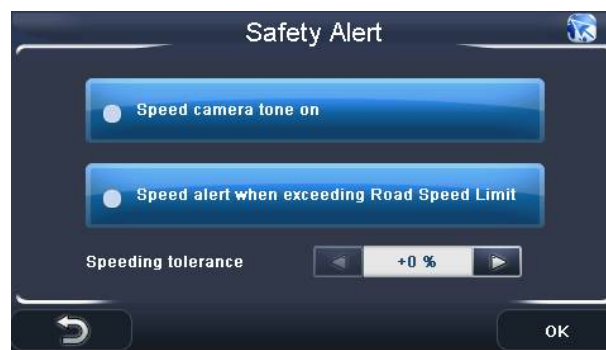 Safety Alert
Speed camera tone on
Speed alert when exceeding Road Speed Limit
Speeding tolerance +0 %
OK